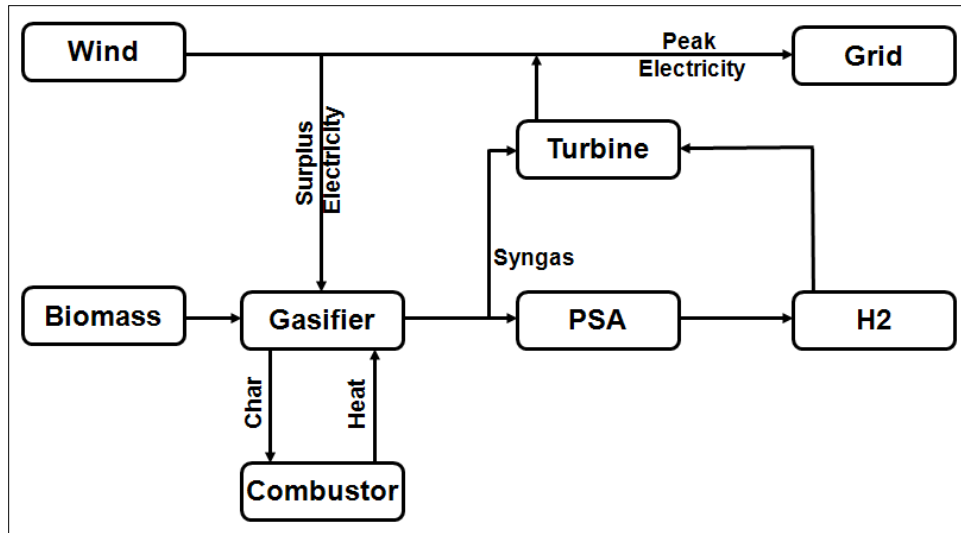 Wind
Peak
Electricity
Grid
Turbine
Surplus
Electricity
Syngas
Biomass
Gasifier
PSA
H2
Char
Heat
Combustor